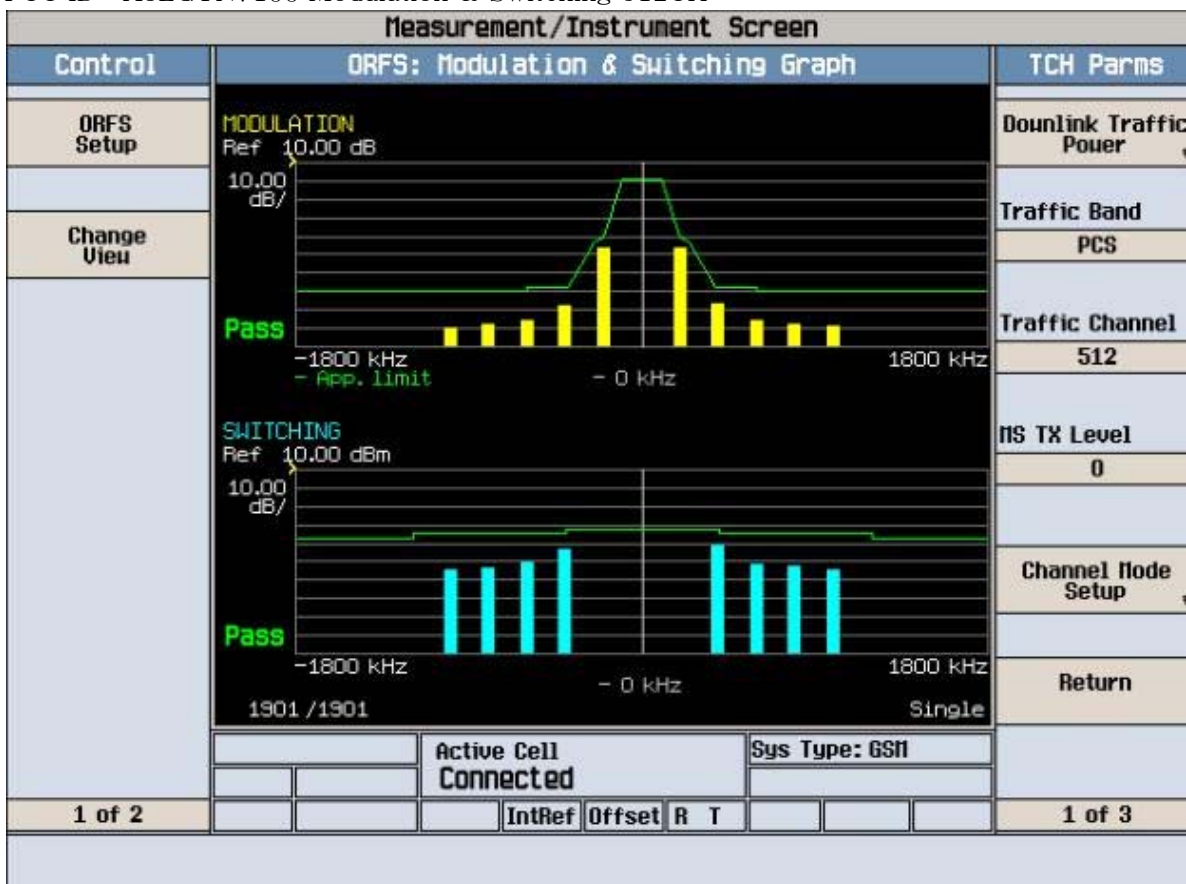 Measurement/Instrument Screen
Control
ORFS: Modulation & Switching Graph
TCH Parms
ORFS
Setup
Change
View
MODULATION
Ref 10.00 dB
10.00
dB/
Pass
-1800 kHz
1800 kHz
- App. limit
- 0 kHz
SWITCHING
Ref 10.00 dBm
10.00
dB/
Pass
-1800 kHz
1800 kHz
- 0 kHz
1901/1901
Single
Downlink Traffic
Power
Traffic Band
PCS
Traffic Channel
512
MS TX Level
0
Channel Mode
Setup
Return
Active Cell
Connected
Sys Type: GSM
1 of 2
IntRef
Offset
R T
1 of 3